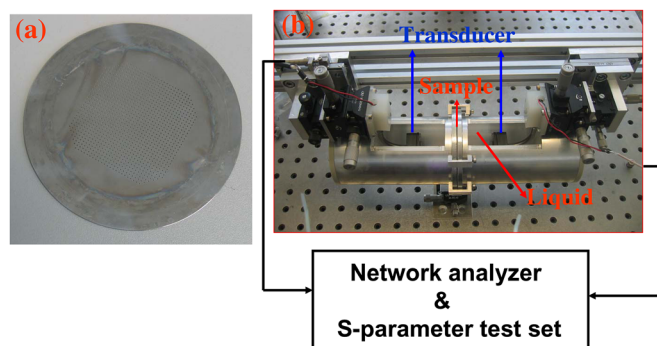 (a)
(b)
Transducer
Sample
Liquid
Network analyzer
&
S-parameter test set